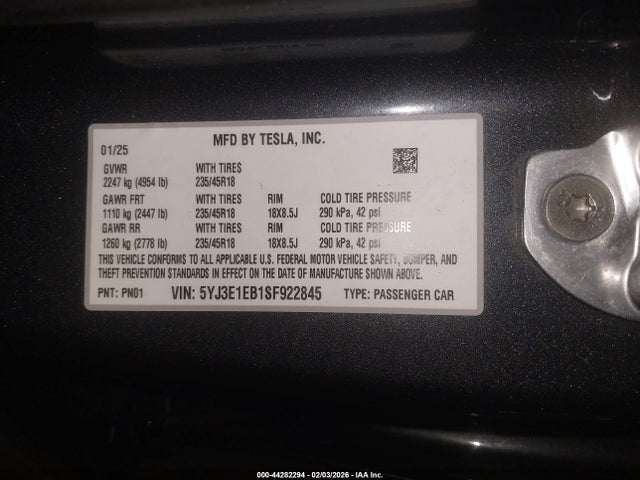 MFD BY TESLA, INC.
01/25
GVWR WITH TIRES
2247 kg (4954 lb) 235/45R18
GAWR FRT WITH TIRES RIM COLD TIRE PRESSURE
1110 kg (2447 lb) 235/45R18 18X8.5J 290 kPa, 42 psi
GAWR RR WITH TIRES RIM COLD TIRE PRESSURE
1260 kg (2778 lb) 235/45R18 18X8.5J 290 kPa, 42 psi
THIS VEHICLE CONFORMS TO ALL APPLICABLE U.S. FEDERAL MOTOR VEHICLE SAFETY, BUMPER, AND
THEFT PREVENTION STANDARDS IN EFFECT ON THE DATE OF MANUFACTURE SHOWN ABOVE.
PNT: PN01 VIN: 5YJ3E1EB1SF922845 TYPE: PASSENGER CAR
000-44282294 - 02/03/2026 - IAA Inc.